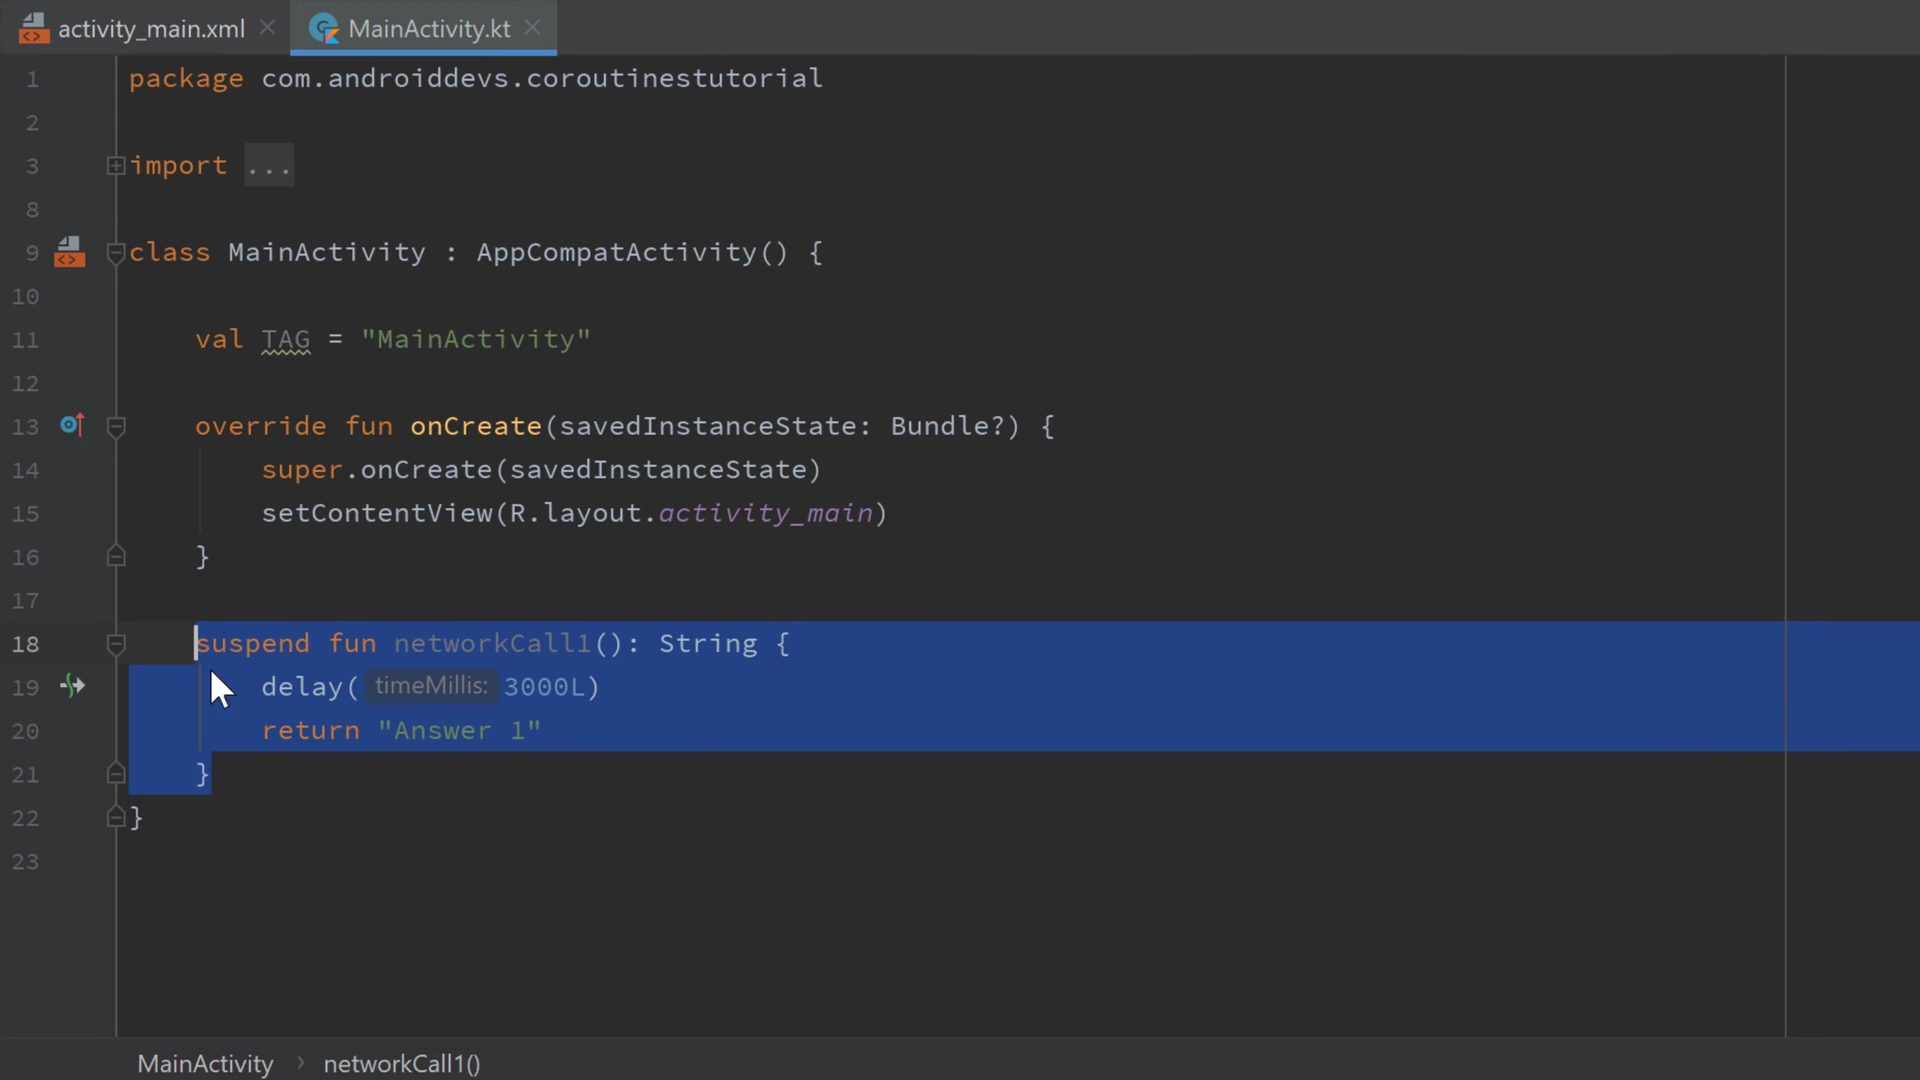 activity_main.xml MainActivity.kt
1 package com.androiddevs.coroutinestutorial
2
3 import ...
8
9 class MainActivity : AppCompatActivity() {
10
11 val TAG = "MainActivity"
12
13 override fun onCreate(savedInstanceState: Bundle?) {
14 super.onCreate(savedInstanceState)
15 setContentView(R.layout.activity_main)
16 }
17
18 suspend fun networkCall1(): String {
19 delay( timeMillis: 3000L)
20 return "Answer 1"
21 }
22 }
23
MainActivity › networkCall1()